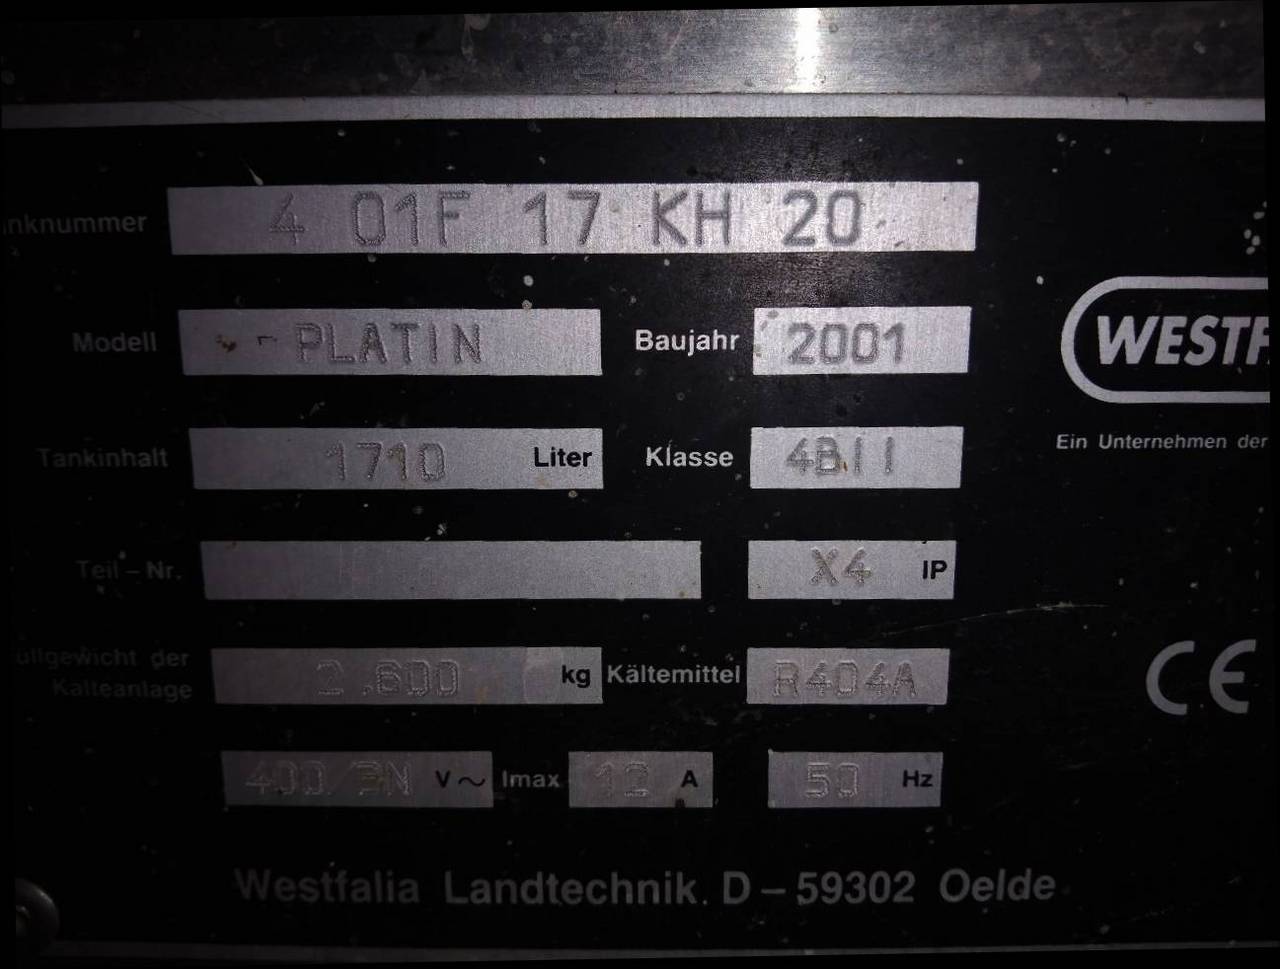 nknummer 4 01F 17 KH 20
Modell - PLATIN Baujahr 2001
WESTF
Tankinhalt 1710 Liter Klasse 4BII
Ein Unternehmen der
Teil-Nr. X4 IP
üllgewicht der
Kälteanlage 2.600 kg Kältemittel R404A
CE
400/3N V~ Imax 12 A 50 Hz
Westfalia Landtechnik. D-59302 Oelde